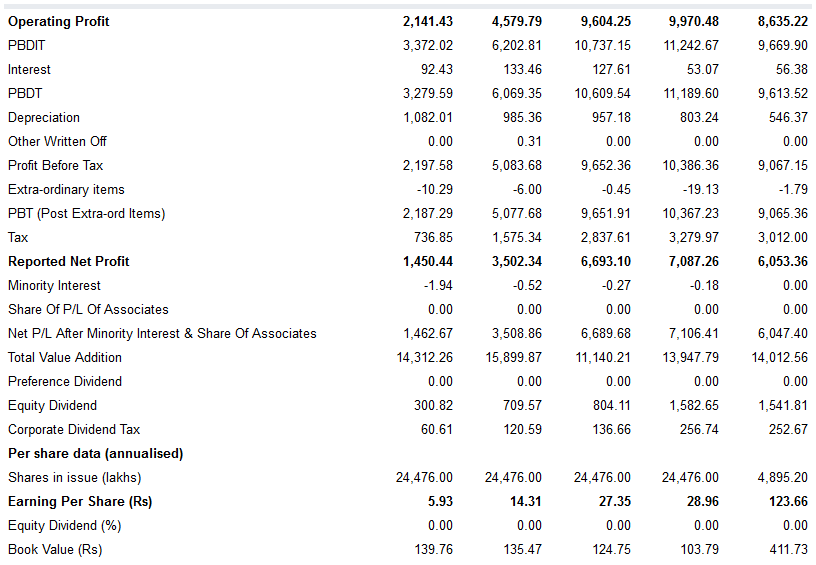 Operating Profit 2,141.43 4,579.79 9,604.25 9,970.48 8,635.22
PBDIT 3,372.02 6,202.81 10,737.15 11,242.67 9,669.90
Interest 92.43 133.46 127.61 53.07 56.38
PBDT 3,279.59 6,069.35 10,609.54 11,189.60 9,613.52
Depreciation 1,082.01 985.36 957.18 803.24 546.37
Other Written Off 0.00 0.31 0.00 0.00 0.00
Profit Before Tax 2,197.58 5,083.68 9,652.36 10,386.36 9,067.15
Extra-ordinary items -10.29 -6.00 -0.45 -19.13 -1.79
PBT (Post Extra-ord Items) 2,187.29 5,077.68 9,651.91 10,367.23 9,065.36
Tax 736.85 1,575.34 2,837.61 3,279.97 3,012.00
Reported Net Profit 1,450.44 3,502.34 6,693.10 7,087.26 6,053.36
Minority Interest -1.94 -0.52 -0.27 -0.18 0.00
Share Of P/L Of Associates 0.00 0.00 0.00 0.00 0.00
Net P/L After Minority Interest & Share Of Associates 1,462.67 3,508.86 6,689.68 7,106.41 6,047.40
Total Value Addition 14,312.26 15,899.87 11,140.21 13,947.79 14,012.56
Preference Dividend 0.00 0.00 0.00 0.00 0.00
Equity Dividend 300.82 709.57 804.11 1,582.65 1,541.81
Corporate Dividend Tax 60.61 120.59 136.66 256.74 252.67
Per share data (annualised)
Shares in issue (lakhs) 24,476.00 24,476.00 24,476.00 24,476.00 4,895.20
Earning Per Share (Rs) 5.93 14.31 27.35 28.96 123.66
Equity Dividend (%) 0.00 0.00 0.00 0.00 0.00
Book Value (Rs) 139.76 135.47 124.75 103.79 411.73